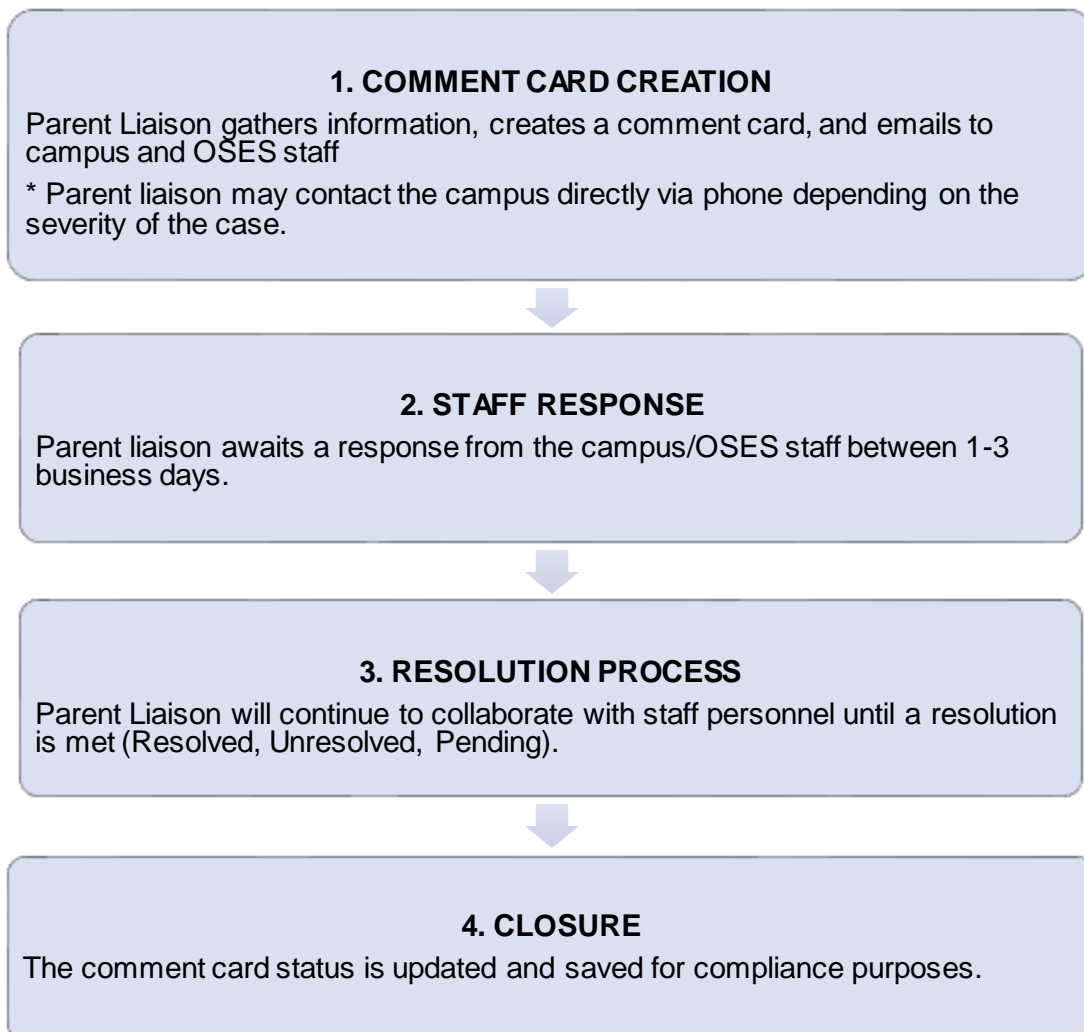 1. COMMENT CARD CREATION
Parent Liaison gathers information, creates a comment card, and emails to
campus and OSES staff
* Parent liaison may contact the campus directly via phone depending on the
severity of the case.
2. STAFF RESPONSE
Parent liaison awaits a response from the campus/OSES staff between 1-3
business days.
3. RESOLUTION PROCESS
Parent Liaison will continue to collaborate with staff personnel until a resolution
is met (Resolved, Unresolved, Pending).
4. CLOSURE
The comment card status is updated and saved for compliance purposes.